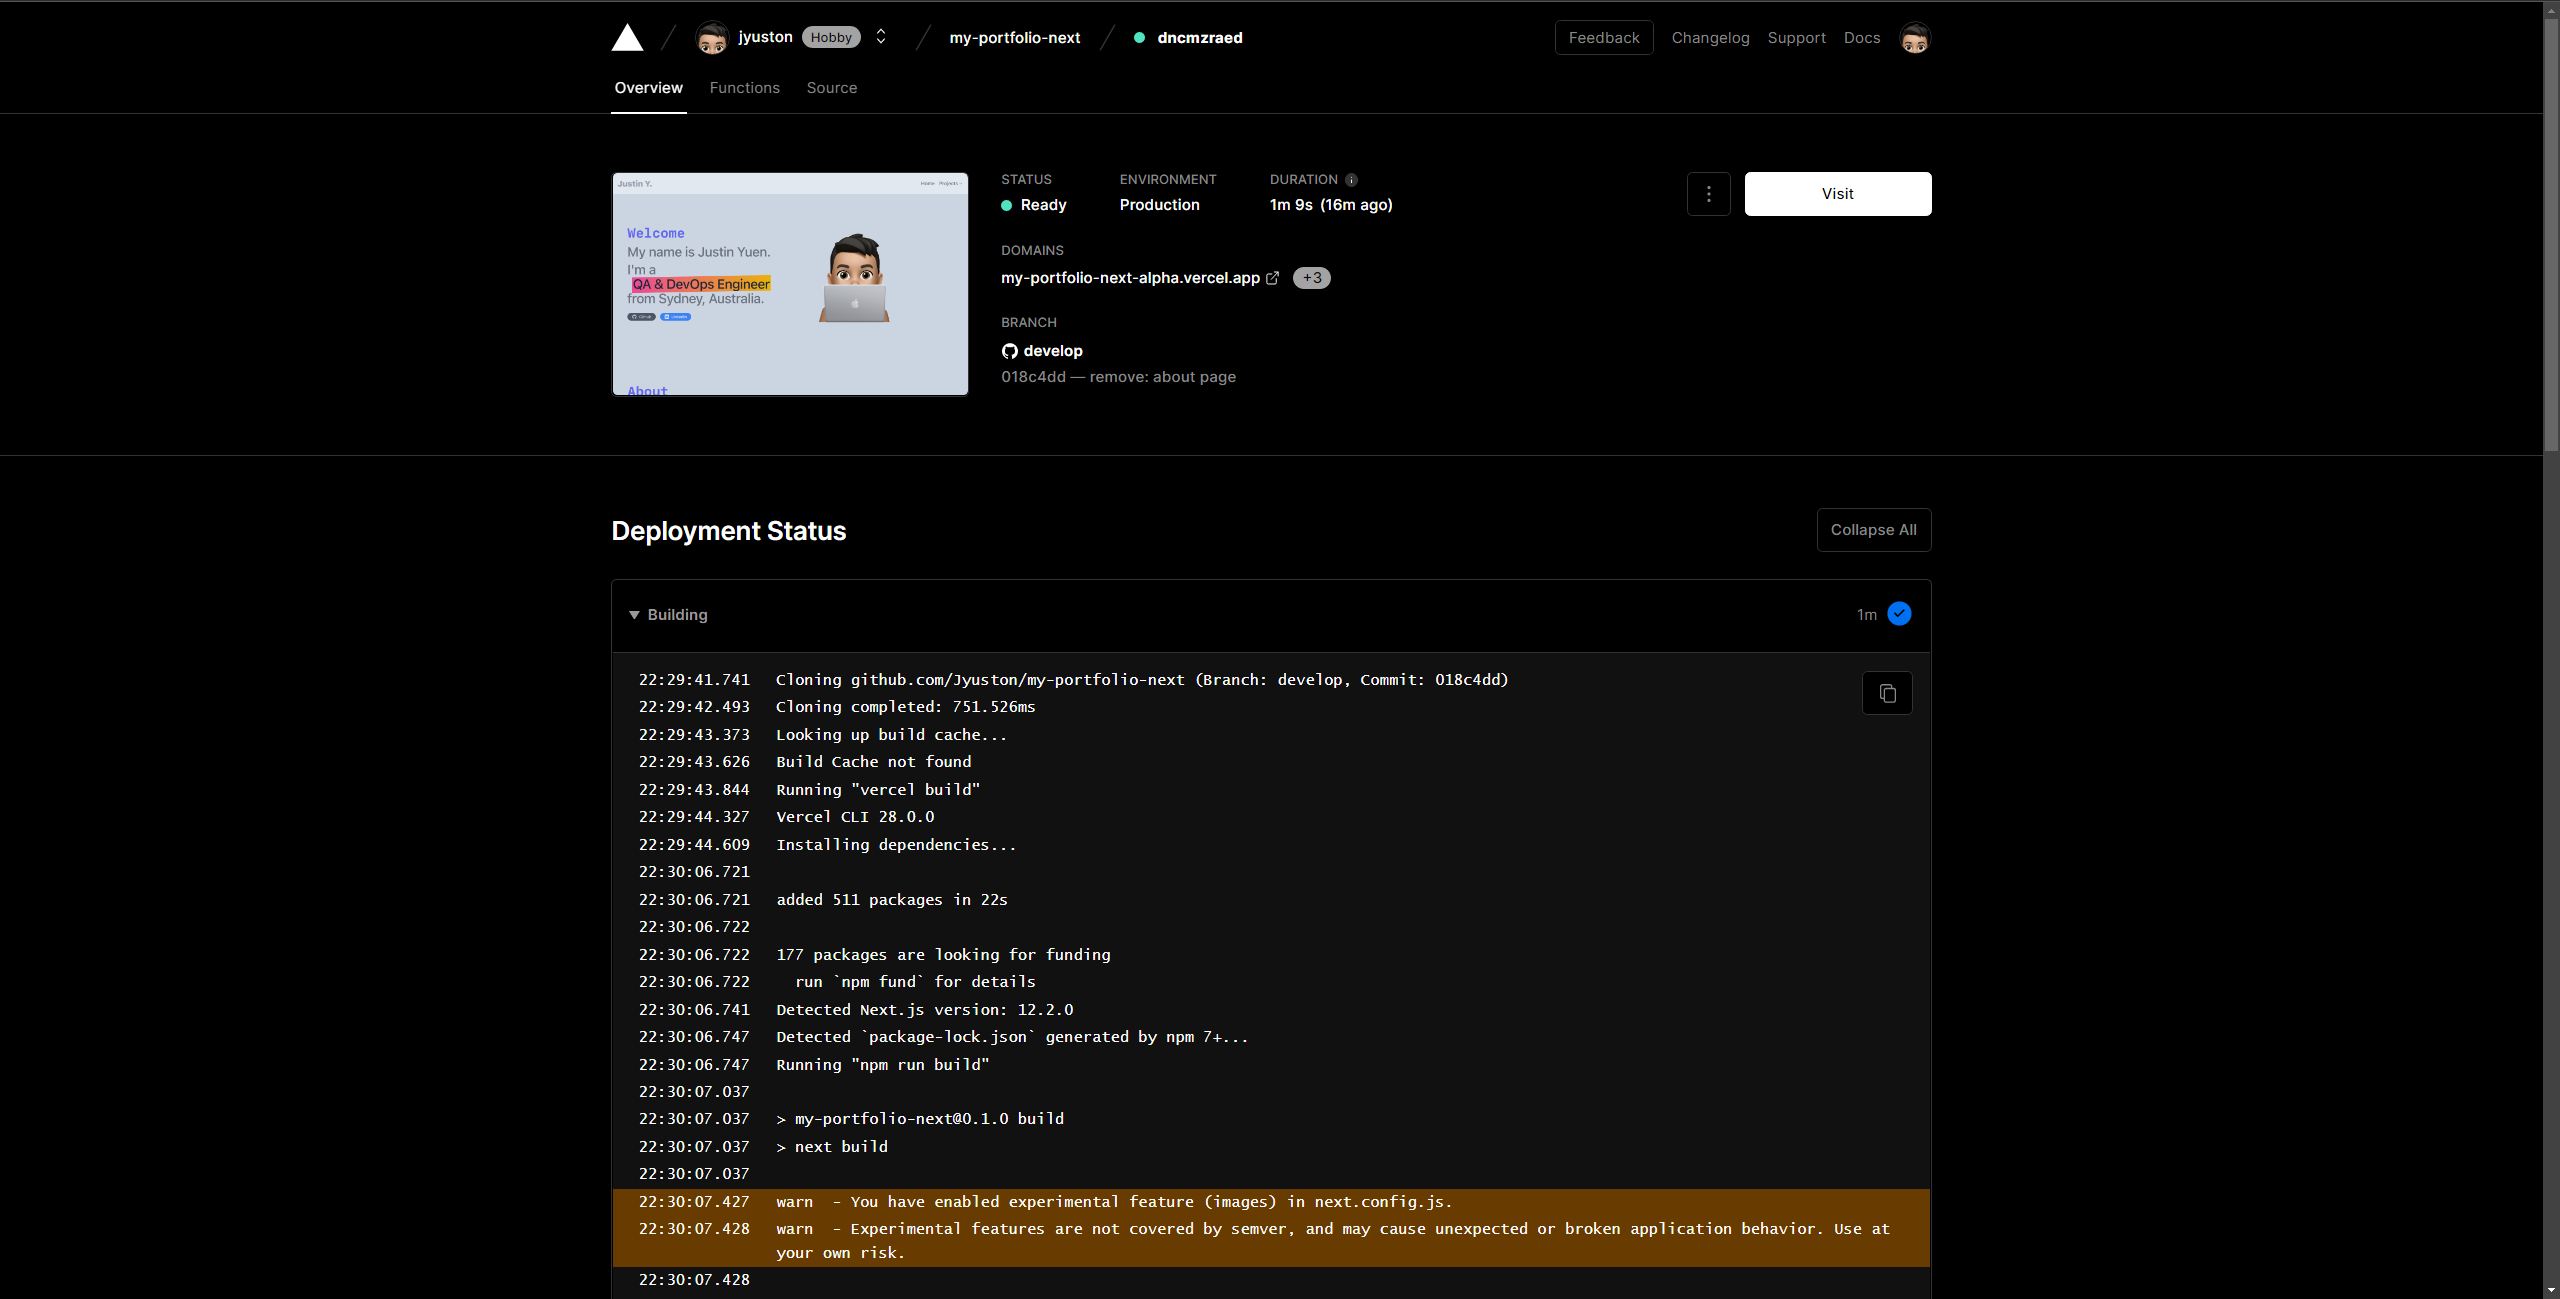 jyuston Hobby my-portfolio-next dncmzraed Feedback Changelog Support Docs
Overview Functions Source
Justin Y. Home Projects
Welcome
My name is Justin Yuen.
I'm a
QA & DevOps Engineer
from Sydney, Australia.
GitHub LinkedIn
About
STATUS ENVIRONMENT DURATION
Ready Production 1m 9s (16m ago)
Visit
DOMAINS
my-portfolio-next-alpha.vercel.app +3
BRANCH
develop
018c4dd — remove: about page
Deployment Status
Collapse All
Building 1m
22:29:41.741 Cloning github.com/Jyuston/my-portfolio-next (Branch: develop, Commit: 018c4dd)
22:29:42.493 Cloning completed: 751.526ms
22:29:43.373 Looking up build cache...
22:29:43.626 Build Cache not found
22:29:43.844 Running "vercel build"
22:29:44.327 Vercel CLI 28.0.0
22:29:44.609 Installing dependencies...
22:30:06.721
22:30:06.721 added 511 packages in 22s
22:30:06.722
22:30:06.722 177 packages are looking for funding
22:30:06.722 run `npm fund` for details
22:30:06.741 Detected Next.js version: 12.2.0
22:30:06.747 Detected `package-lock.json` generated by npm 7+...
22:30:06.747 Running "npm run build"
22:30:07.037
22:30:07.037 > my-portfolio-next@0.1.0 build
22:30:07.037 > next build
22:30:07.037
22:30:07.427 warn - You have enabled experimental feature (images) in next.config.js.
22:30:07.428 warn - Experimental features are not covered by semver, and may cause unexpected or broken application behavior. Use at
your own risk.
22:30:07.428